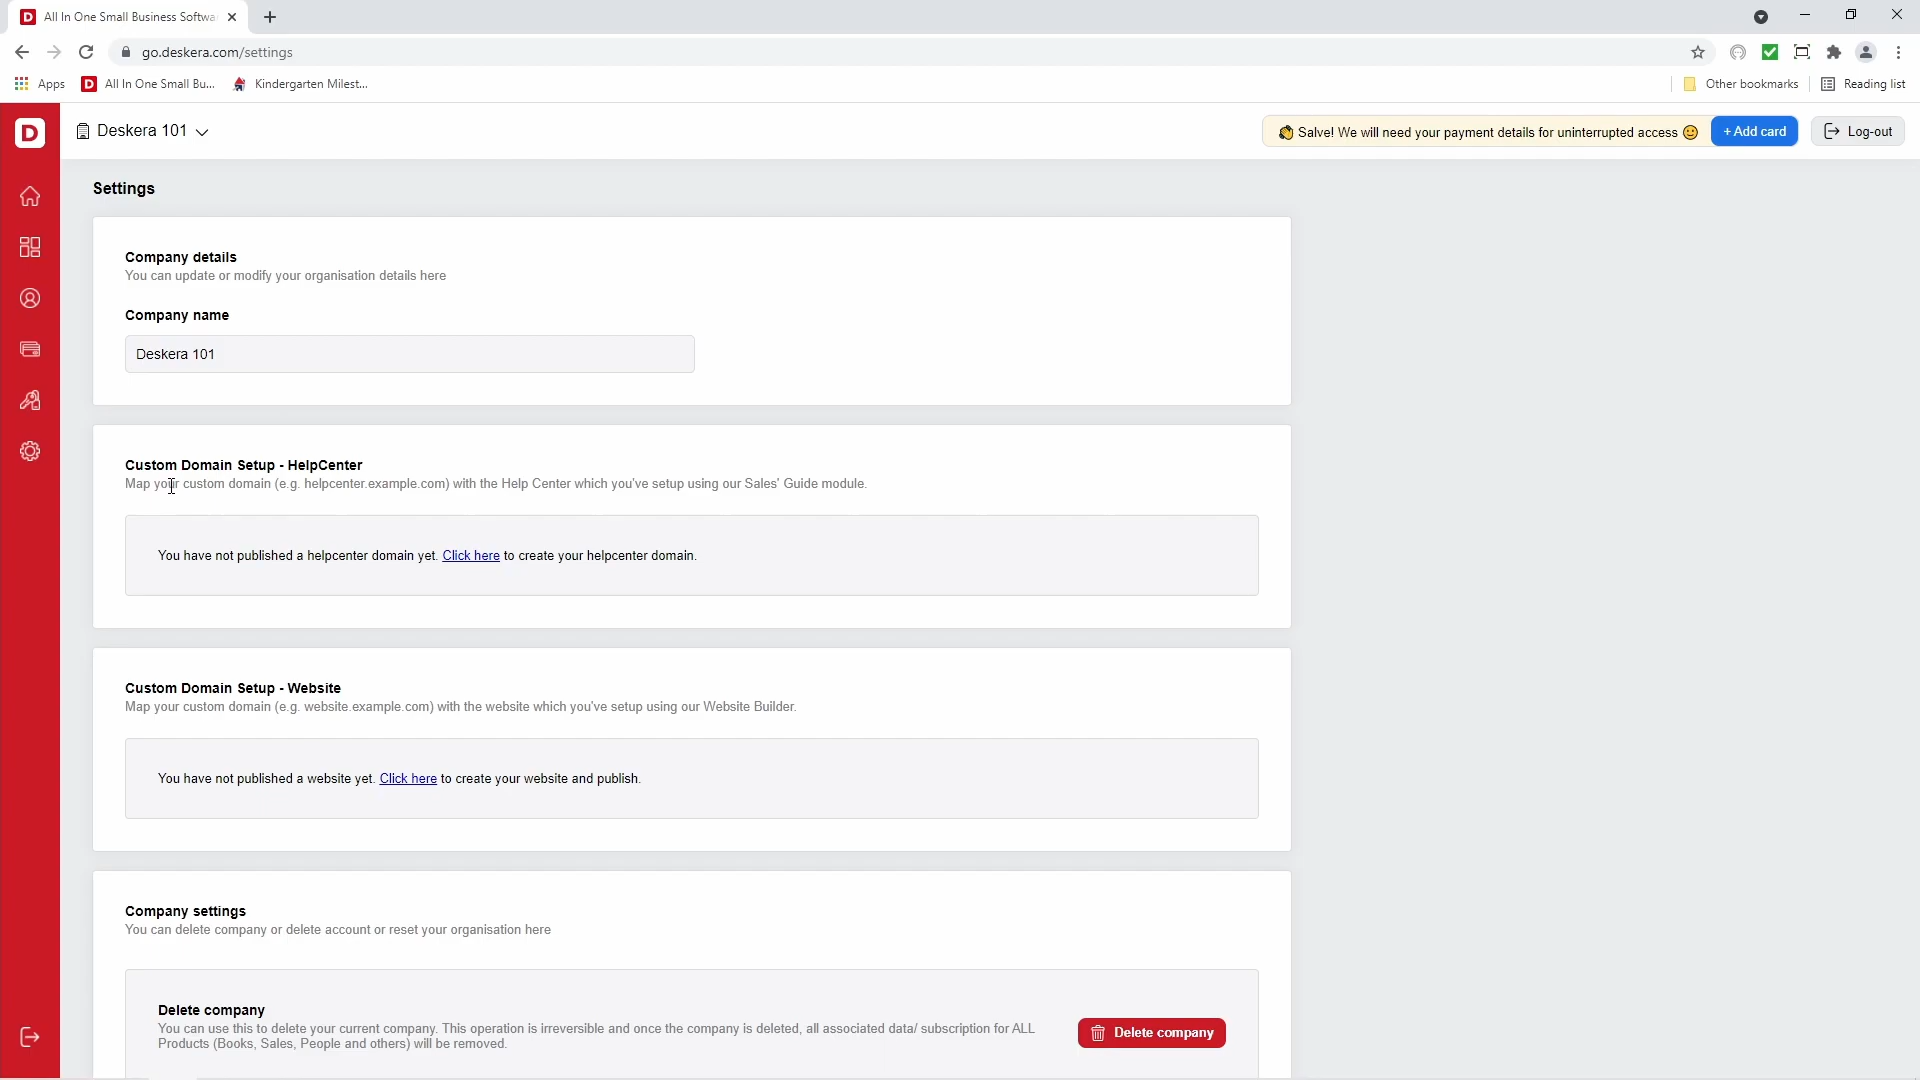 All In One Small Business Softwa
go.deskera.com/settings
Apps
All In One Small Bu...
Kindergarten Milest...
Other bookmarks
Reading list
D
Deskera 101
Salve! We will need your payment details for uninterrupted access
+ Add card
Log-out
Settings
Company details
You can update or modify your organisation details here
Company name
Deskera 101
Custom Domain Setup - HelpCenter
Map your custom domain (e.g. helpcenter.example.com) with the Help Center which you've setup using our Sales' Guide module.
You have not published a helpcenter domain yet. Click here to create your helpcenter domain.
Custom Domain Setup - Website
Map your custom domain (e.g. website.example.com) with the website which you've setup using our Website Builder.
You have not published a website yet. Click here to create your website and publish.
Company settings
You can delete company or delete account or reset your organisation here
Delete company
You can use this to delete your current company. This operation is irreversible and once the company is deleted, all associated data/ subscription for ALL
Products (Books, Sales, People and others) will be removed.
Delete company